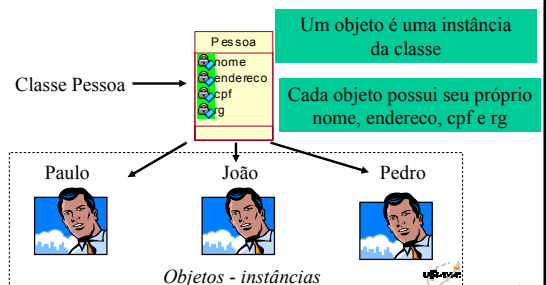 Um objeto é uma instância
da classe
Pessoa
nome
endereco
cpf
rg
Classe Pessoa
Cada objeto possui seu próprio
nome, endereco, cpf e rg
Paulo
João
Pedro
Objetos - instâncias